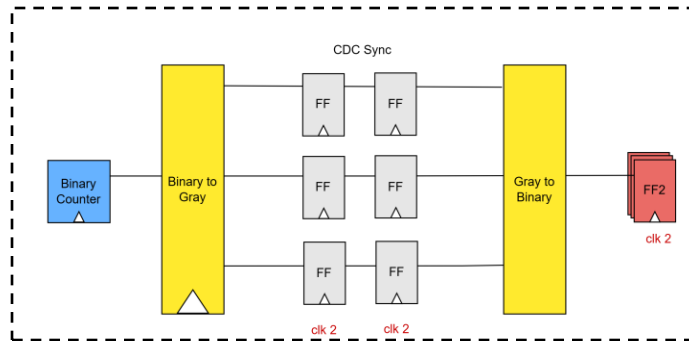 CDC Sync
FF
FF
Binary
Counter
Binary to
Gray
FF
FF
Gray to
Binary
FF2
clk 2
FF
FF
clk 2
clk 2